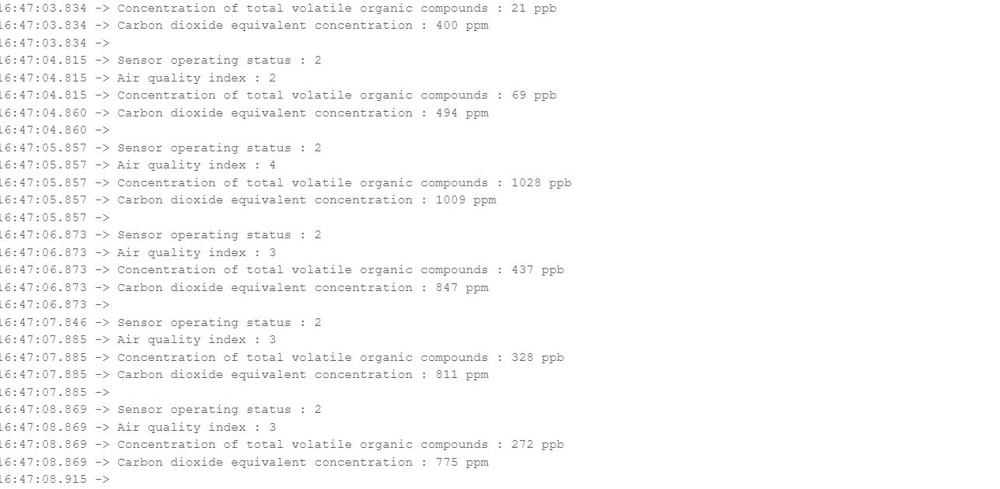 16:47:03.834 -> Concentration of total volatile organic compounds : 21 ppb
16:47:03.834 -> Carbon dioxide equivalent concentration : 400 ppm
16:47:03.834 ->
16:47:04.815 -> Sensor operating status : 2
16:47:04.815 -> Air quality index : 2
16:47:04.815 -> Concentration of total volatile organic compounds : 69 ppb
16:47:04.860 -> Carbon dioxide equivalent concentration : 494 ppm
16:47:04.860 ->
16:47:05.857 -> Sensor operating status : 2
16:47:05.857 -> Air quality index : 4
16:47:05.857 -> Concentration of total volatile organic compounds : 1028 ppb
16:47:05.857 -> Carbon dioxide equivalent concentration : 1009 ppm
16:47:05.857 ->
16:47:06.873 -> Sensor operating status : 2
16:47:06.873 -> Air quality index : 3
16:47:06.873 -> Concentration of total volatile organic compounds : 437 ppb
16:47:06.873 -> Carbon dioxide equivalent concentration : 847 ppm
16:47:06.873 ->
16:47:07.846 -> Sensor operating status : 2
16:47:07.885 -> Air quality index : 3
16:47:07.885 -> Concentration of total volatile organic compounds : 328 ppb
16:47:07.885 -> Carbon dioxide equivalent concentration : 811 ppm
16:47:07.885 ->
16:47:08.869 -> Sensor operating status : 2
16:47:08.869 -> Air quality index : 3
16:47:08.869 -> Concentration of total volatile organic compounds : 272 ppb
16:47:08.869 -> Carbon dioxide equivalent concentration : 775 ppm
16:47:08.915 ->